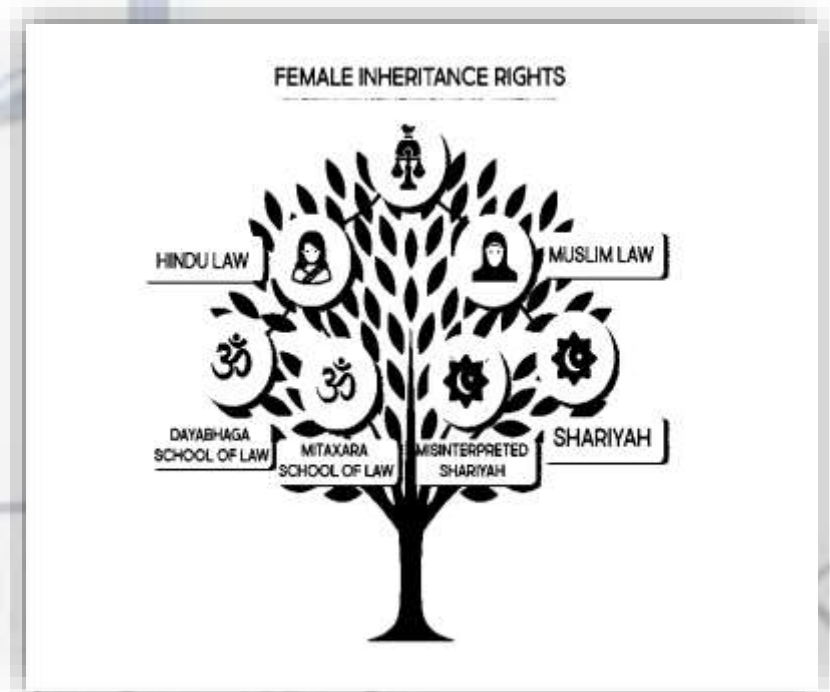 FEMALE INHERITANCE RIGHTS
HINDU LAW
MUSLIM LAW
ॐ
ॐ
DAYABHAGA
SCHOOL OF LAW
MITAXARA
SCHOOL OF LAW
MISINTERPRETED
SHARIYAH
SHARIYAH